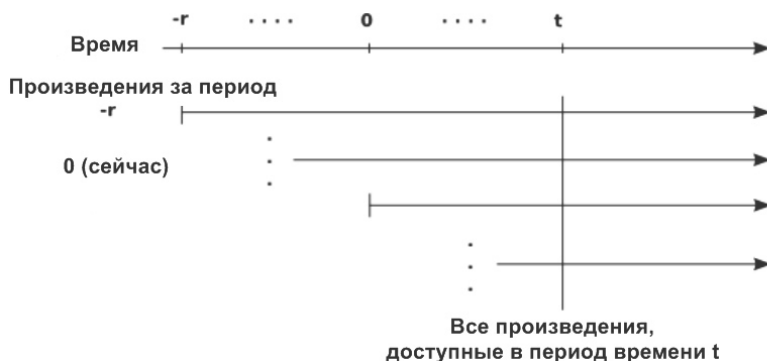 -r .... 0 .... t
Время
Произведения за период
-r
0 (сейчас)
Все произведения,
доступные в период времени t